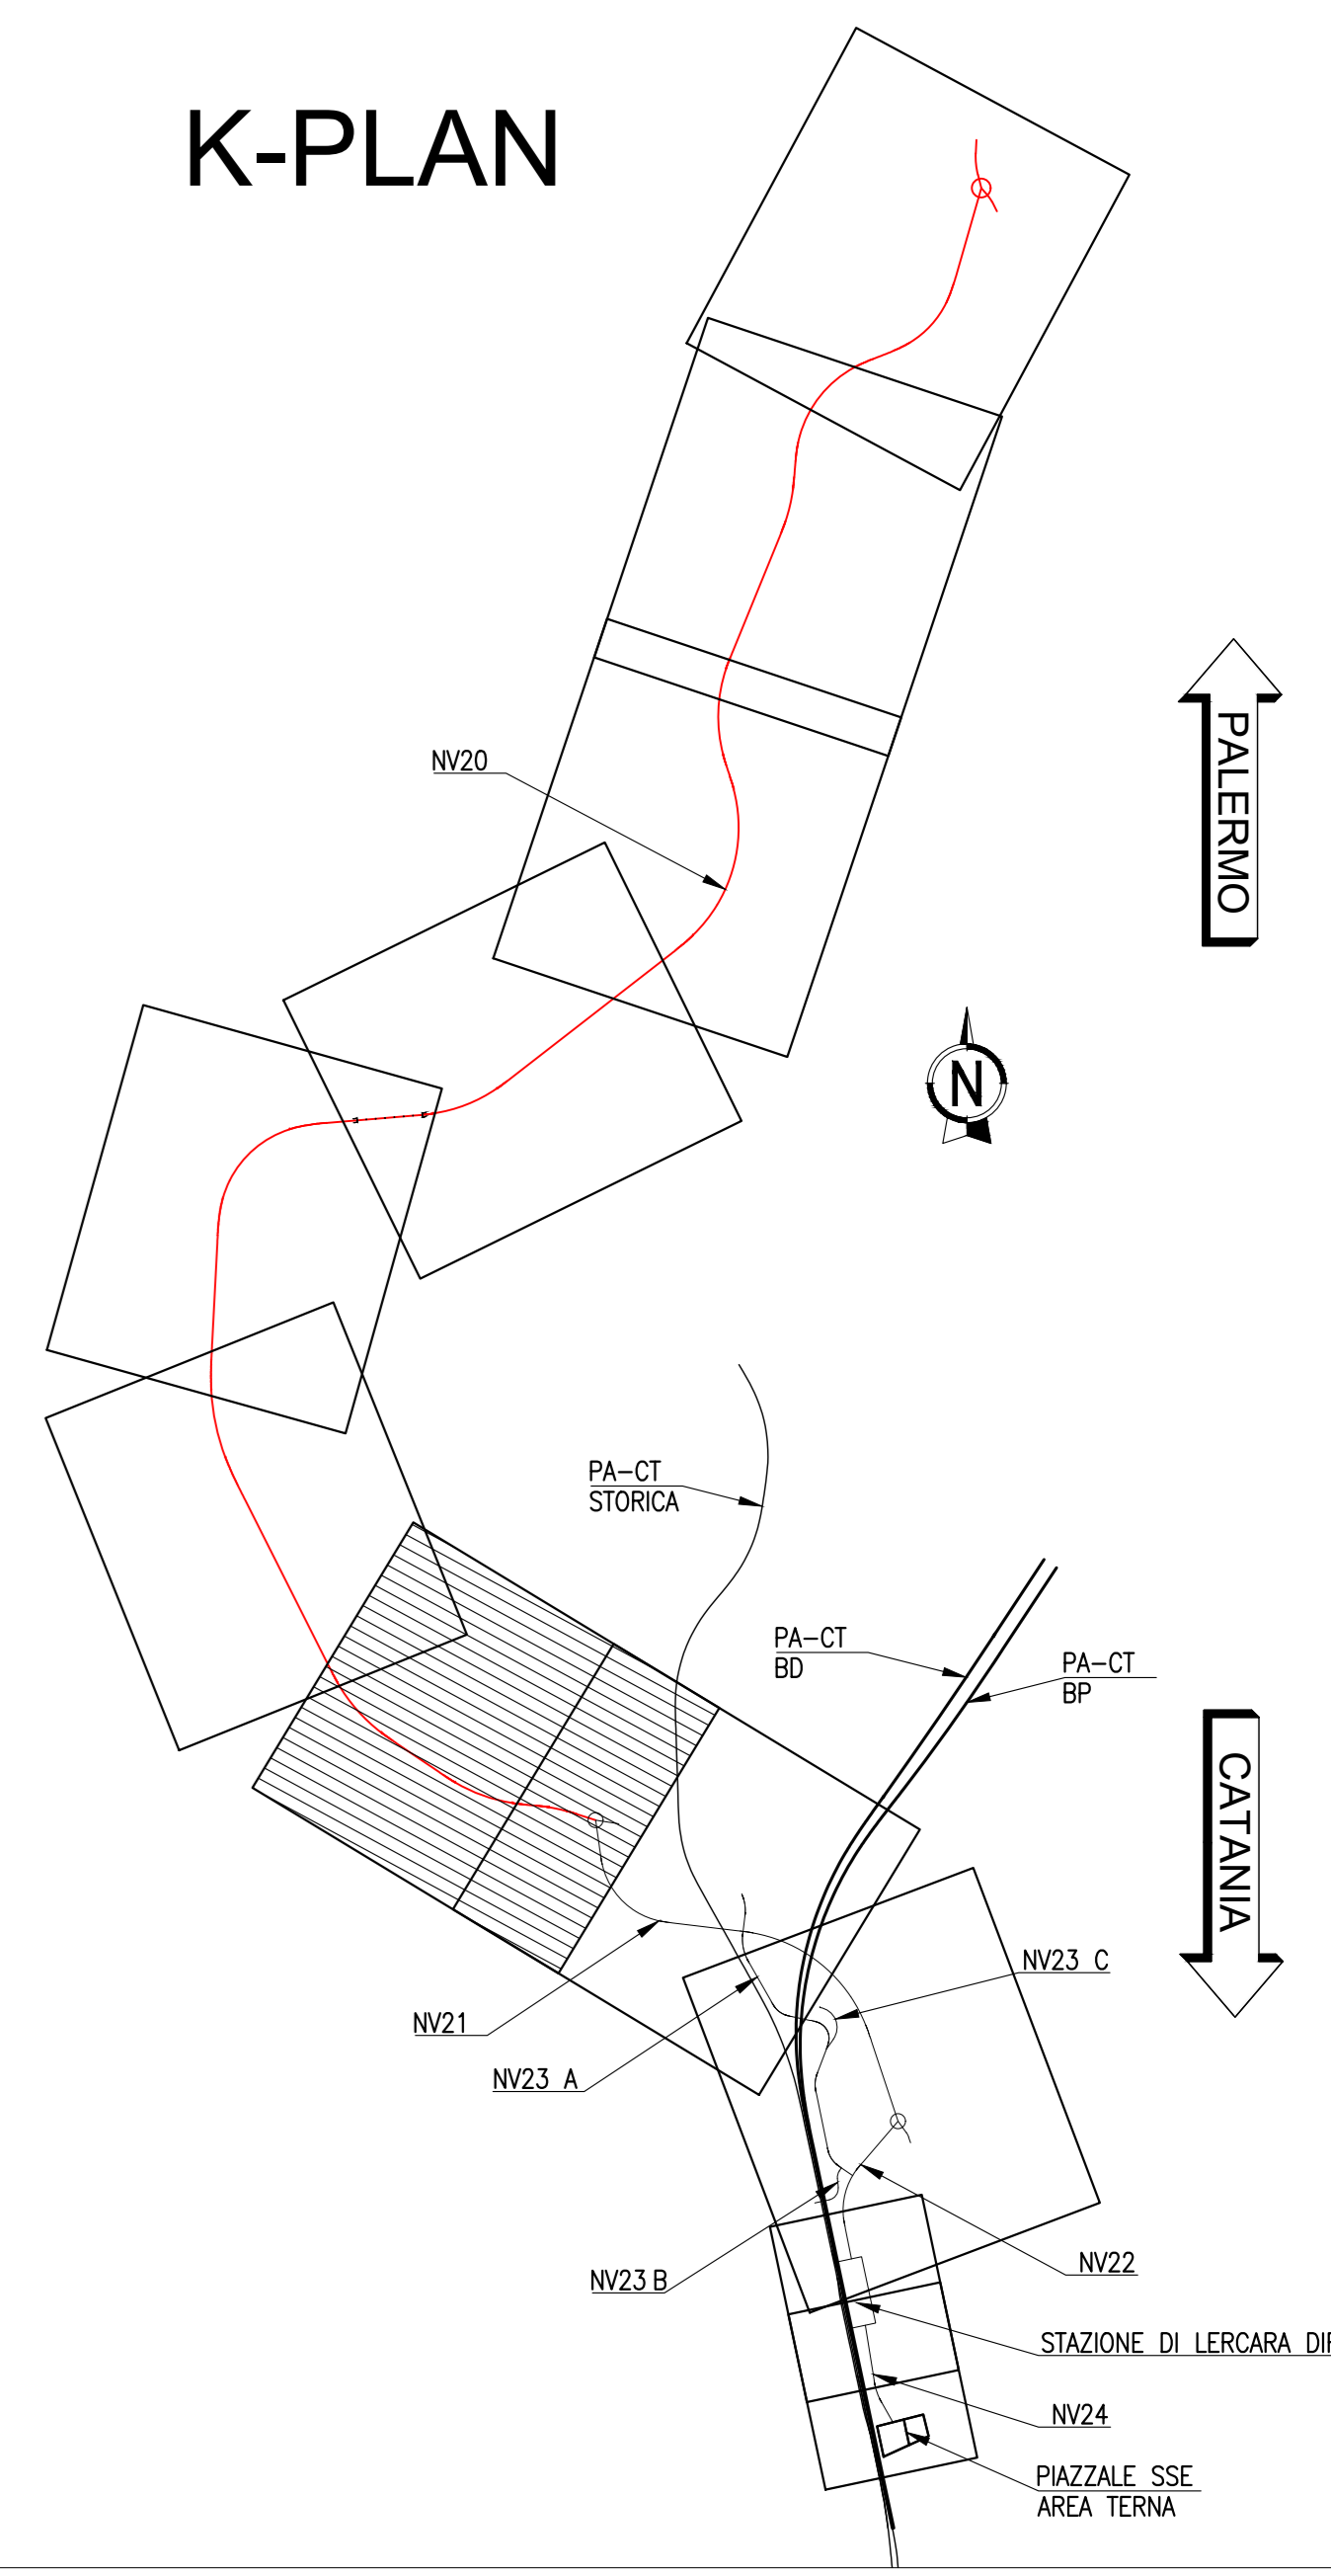 K-PLAN
NV20
PALERMO
N
PA-CT
STORICA
PA-CT
BD
PA-CT
BP
CATANIA
NV23 C
NV21
NV23 A
NV22
NV23 B
STAZIONE DI LERCARA
NV24
PIAZZALE SSE
AREA TERNA